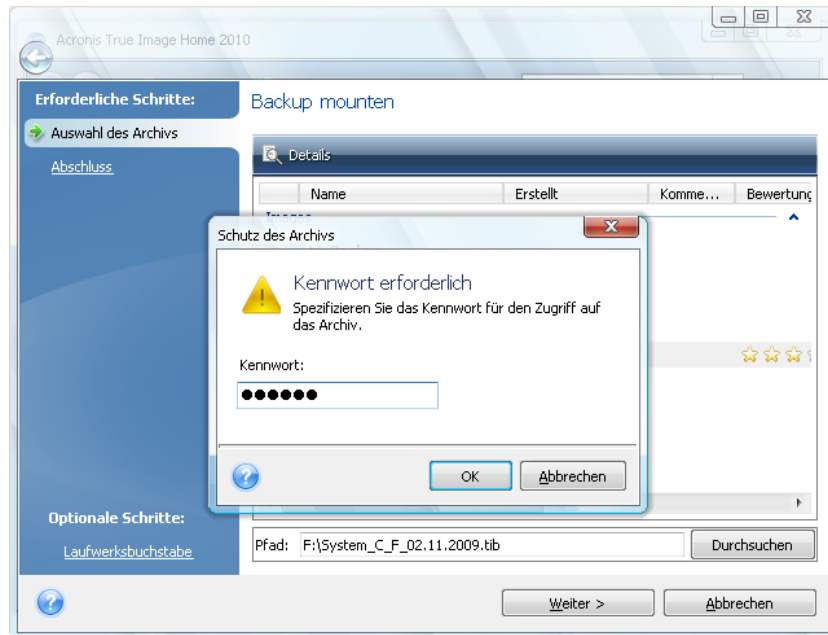 Acronis True Image Home 2010
Erforderliche Schritte:
Auswahl des Archivs
Abschluss
Backup mounten
Details
Name Erstellt Komme... Bewertung
Schutz des Archivs
Kennwort erforderlich
Spezifizieren Sie das Kennwort für den Zugriff auf
das Archiv.
Kennwort:
OK Abbrechen
Optionale Schritte:
Laufwerksbuchstabe
Pfad: F:\System_C_F_02.11.2009.tib Durchsuchen
Weiter > Abbrechen